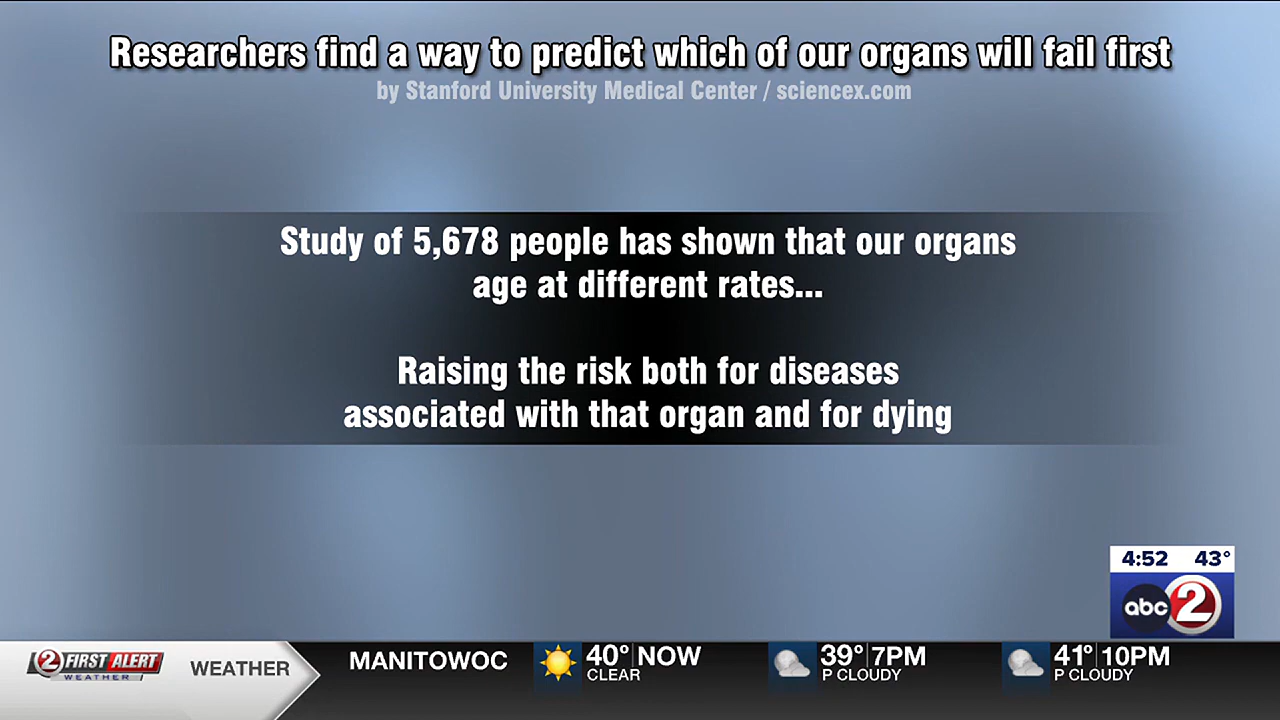 Researchers find a way to predict which of our organs will fail first
by Stanford University Medical Center / sciencex.com
Study of 5,678 people has shown that our organs
age at different rates...
Raising the risk both for diseases
associated with that organ and for dying
4:52 43°
abc 2
2 FIRST ALERT
WEATHER
WEATHER
MANITOWOC
40° NOW
CLEAR
39° 7PM
P CLOUDY
41° 10PM
P CLOUDY